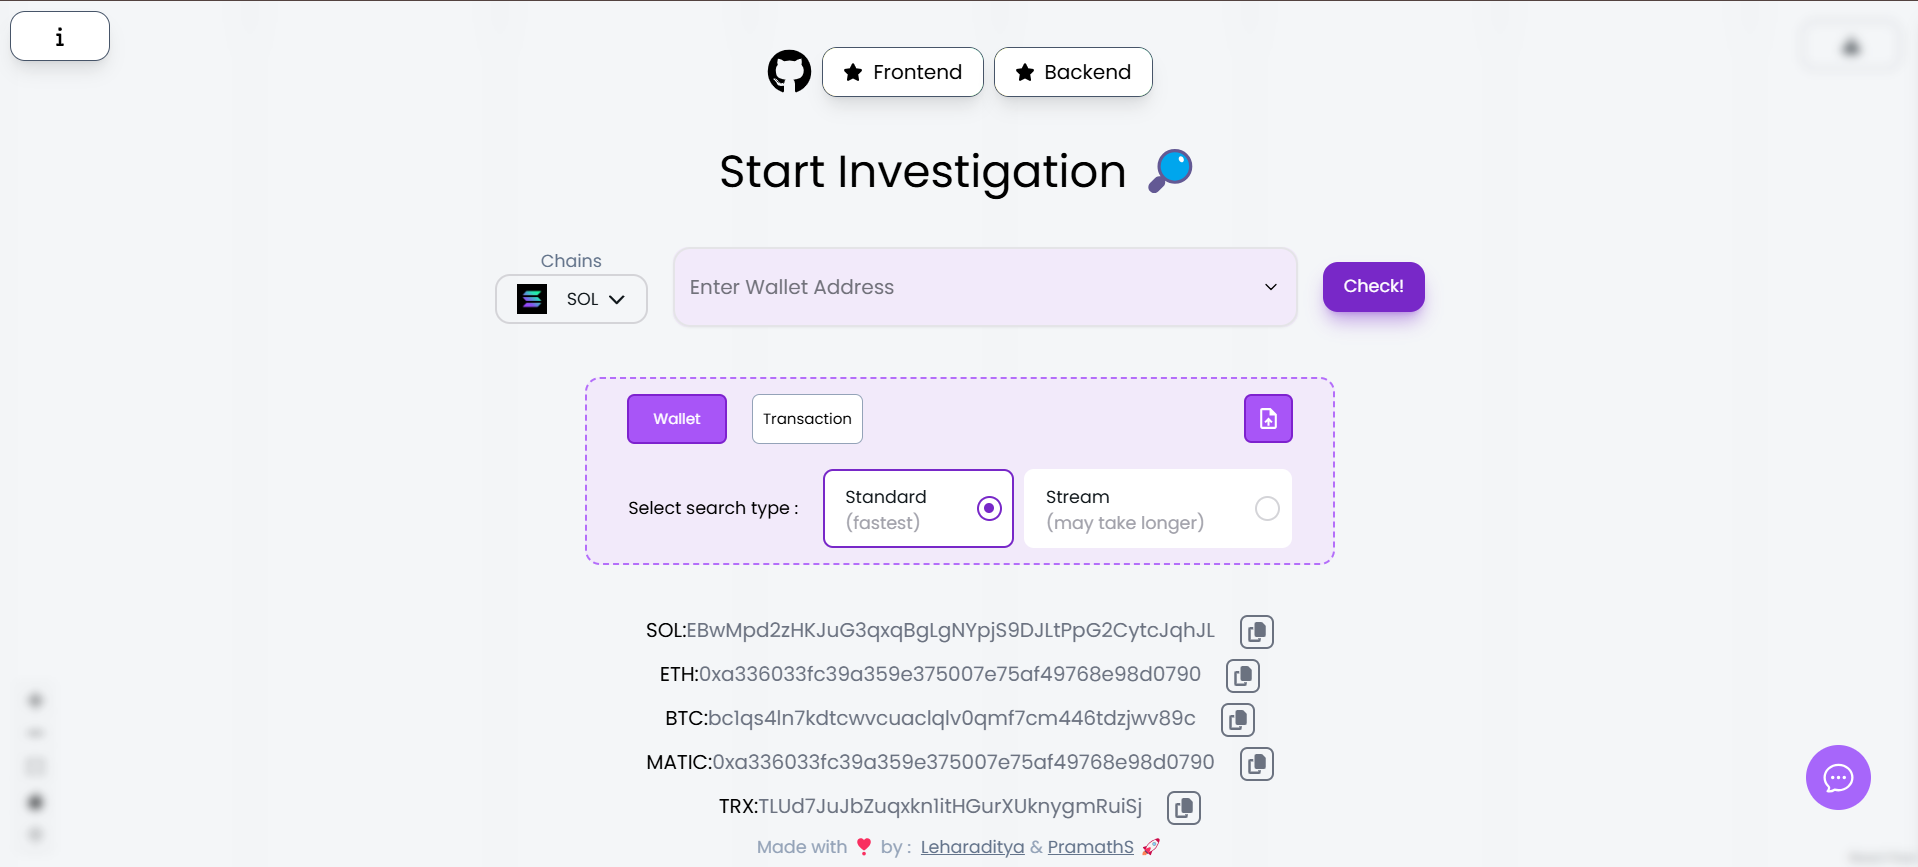 i
Frontend
Backend
Start Investigation
Chains
SOL
Enter Wallet Address
Check!
Wallet
Transaction
Select search type :
Standard
(fastest)
Stream
(may take longer)
SOL:EBwMpd2zHKJuG3qxqBgLgNYpjS9DJLtPpG2CytcJqhJL
ETH:0xa336033fc39a359e375007e75af49768e98d0790
BTC:bc1qs4ln7kdtcwvcuaclqlv0qmf7cm446tdzjwv89c
MATIC:0xa336033fc39a359e375007e75af49768e98d0790
TRX:TLUd7JuJbZuqxkn1itHGurXUknygmRuiSj
Made with ❣️ by : Leharaditya & PramathS 🚀